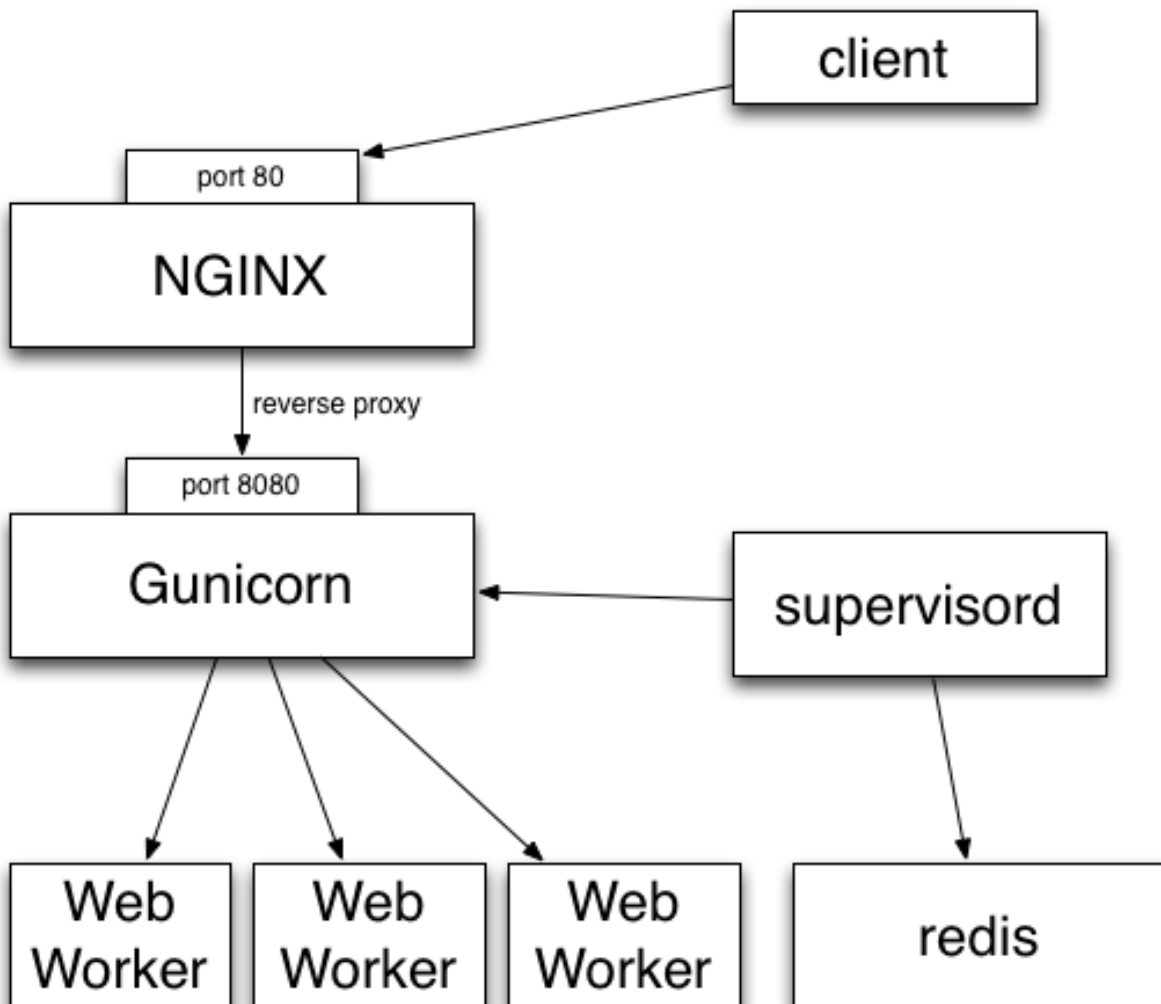 client
port 80
NGINX
reverse proxy
port 8080
Gunicorn
supervisord
Web
Worker
Web
Worker
Web
Worker
redis